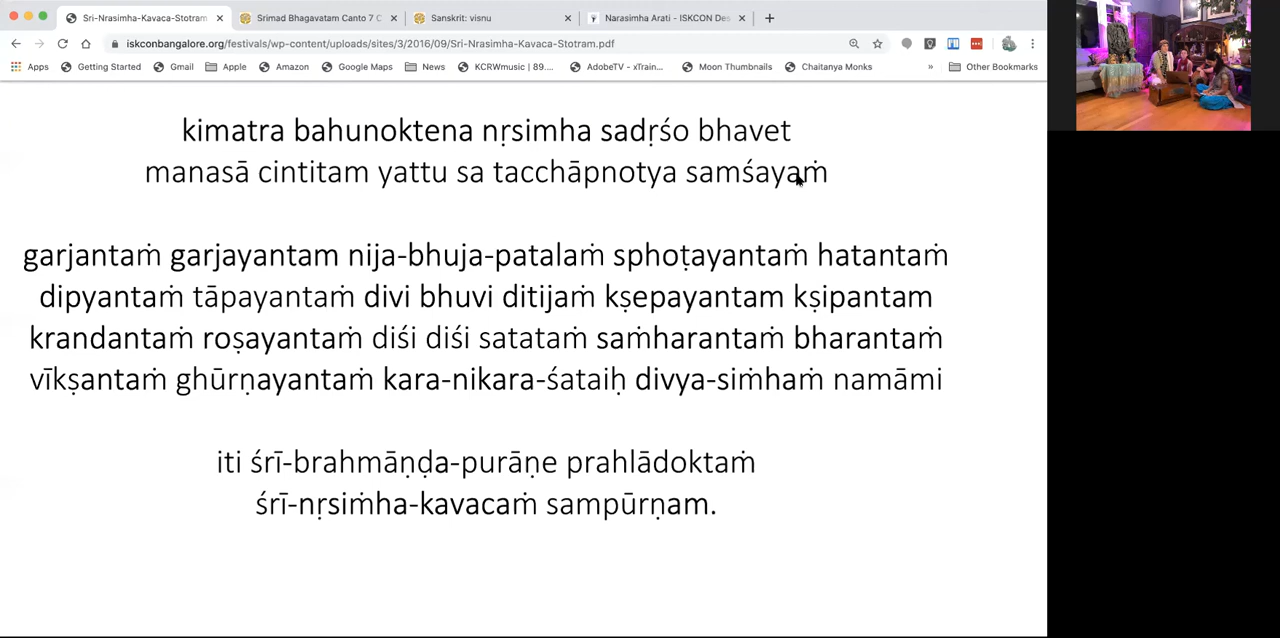 Sri-Nrasimha-Kavaca-Stotram
Srimad Bhagavatam Canto 7 C
Sanskrit: visnu
Narasimha Arati - ISKCON Des
iskconbangalore.org/festivals/wp-content/uploads/sites/3/2016/09/Sri-Nrasimha-Kavaca-Stotram.pdf
Apps Getting Started Gmail Apple Amazon Google Maps News KCRWmusic | 89.... AdobeTV - xTrain... Moon Thumbnails Chaitanya Monks » Other Bookmarks
kimatra bahunoktena nṛsimha sadṛśo bhavet
manasā cintitam yattu sa tacchāpnotya samśayaṁ
garjantaṁ garjayantam nija-bhuja-patalaṁ sphoṭayantaṁ hatantaṁ
dipyantaṁ tāpayantaṁ divi bhuvi ditijaṁ kṣepayantam kṣipantam
krandantaṁ roṣayantaṁ diśi diśi satataṁ saṁharantaṁ bharantaṁ
vīkṣantaṁ ghūrṇayantaṁ kara-nikara-śataiḥ divya-siṁhaṁ namāmi
iti śrī-brahmāṇḍa-purāṇe prahlādoktaṁ
śrī-nṛsiṁha-kavacaṁ sampūrṇam.